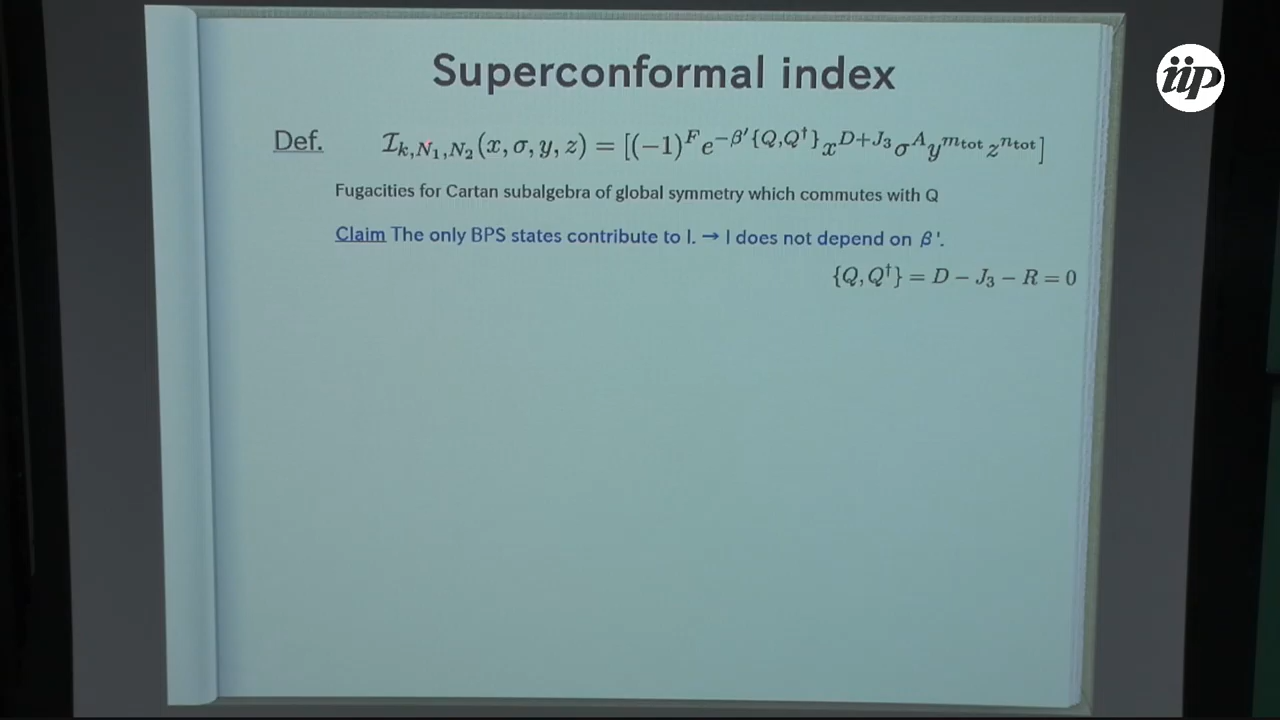 Superconformal index
Def. $\mathcal{I}_{k,N_1,N_2}(x,\sigma,y,z) = [(-1)^F e^{-\beta'\{Q,Q^\dagger\}} x^{D+J_3} \sigma^A y^{m_{\text{tot}}} z^{n_{\text{tot}}}]$
Fugacities for Cartan subalgebra of global symmetry which commutes with Q
Claim The only BPS states contribute to I. → I does not depend on β'.
$\{Q,Q^\dagger\} = D - J_3 - R = 0$
iip